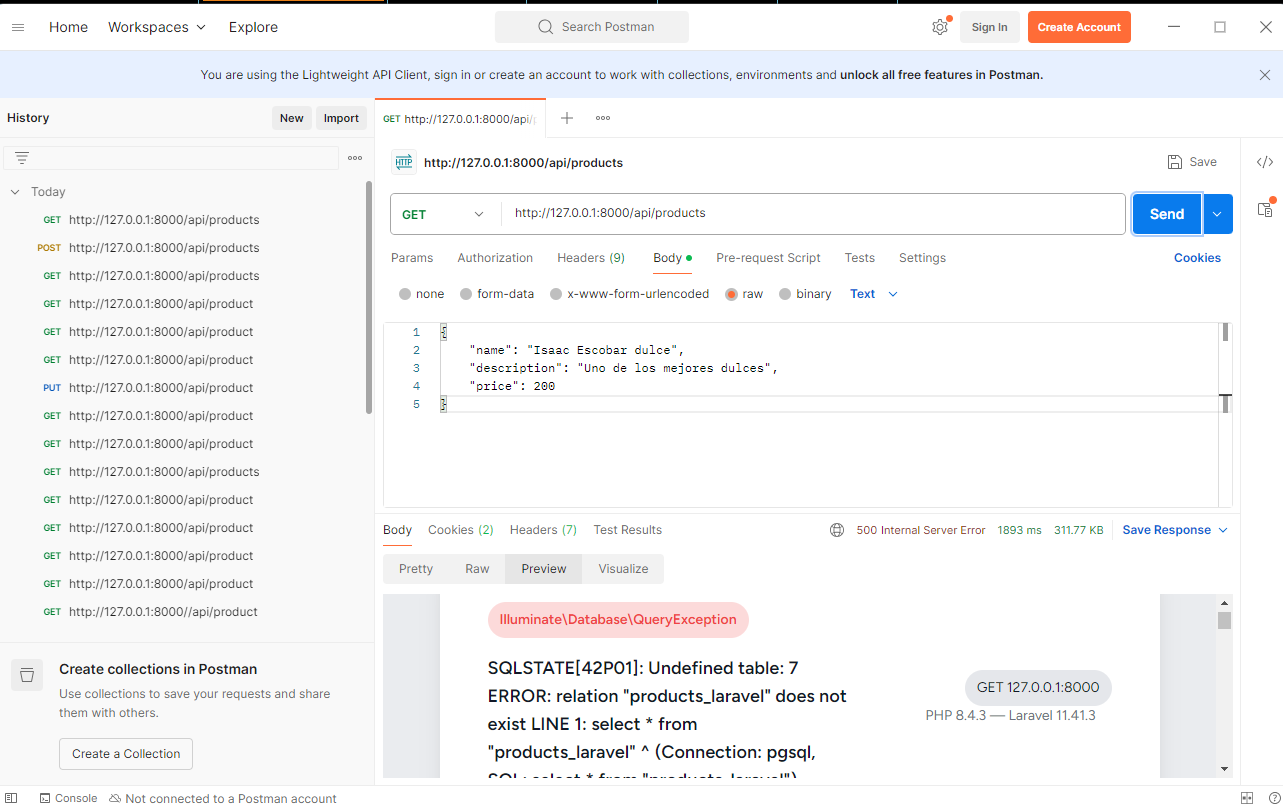 Home Workspaces Explore Search Postman Sign In Create Account
You are using the Lightweight API Client, sign in or create an account to work with collections, environments and unlock all free features in Postman.
History New Import
Today
GET http://127.0.0.1:8000/api/products
POST http://127.0.0.1:8000/api/products
GET http://127.0.0.1:8000/api/products
GET http://127.0.0.1:8000/api/product
GET http://127.0.0.1:8000/api/product
GET http://127.0.0.1:8000/api/product
PUT http://127.0.0.1:8000/api/product
GET http://127.0.0.1:8000/api/product
GET http://127.0.0.1:8000/api/product
GET http://127.0.0.1:8000/api/products
GET http://127.0.0.1:8000/api/product
GET http://127.0.0.1:8000/api/product
GET http://127.0.0.1:8000/api/product
GET http://127.0.0.1:8000/api/product
GET http://127.0.0.1:8000//api/product
Create collections in Postman
Use collections to save your requests and share
them with others.
Create a Collection
GET http://127.0.0.1:8000/api/
HTTP http://127.0.0.1:8000/api/products Save
GET http://127.0.0.1:8000/api/products Send
Params Authorization Headers (9) Body Pre-request Script Tests Settings Cookies
none form-data x-www-form-urlencoded raw binary Text
1 {
2 "name": "Isaac Escobar dulce",
3 "description": "Uno de los mejores dulces",
4 "price": 200
5 }
Body Cookies (2) Headers (7) Test Results 500 Internal Server Error 1893 ms 311.77 KB Save Response
Pretty Raw Preview Visualize
Illuminate\Database\QueryException
SQLSTATE[42P01]: Undefined table: 7
ERROR: relation "products_laravel" does not
exist LINE 1: select * from
"products_laravel" ^ (Connection: pgsql,
SQL: select * from "products_laravel")
GET 127.0.0.1:8000
PHP 8.4.3 — Laravel 11.41.3
Console Not connected to a Postman account